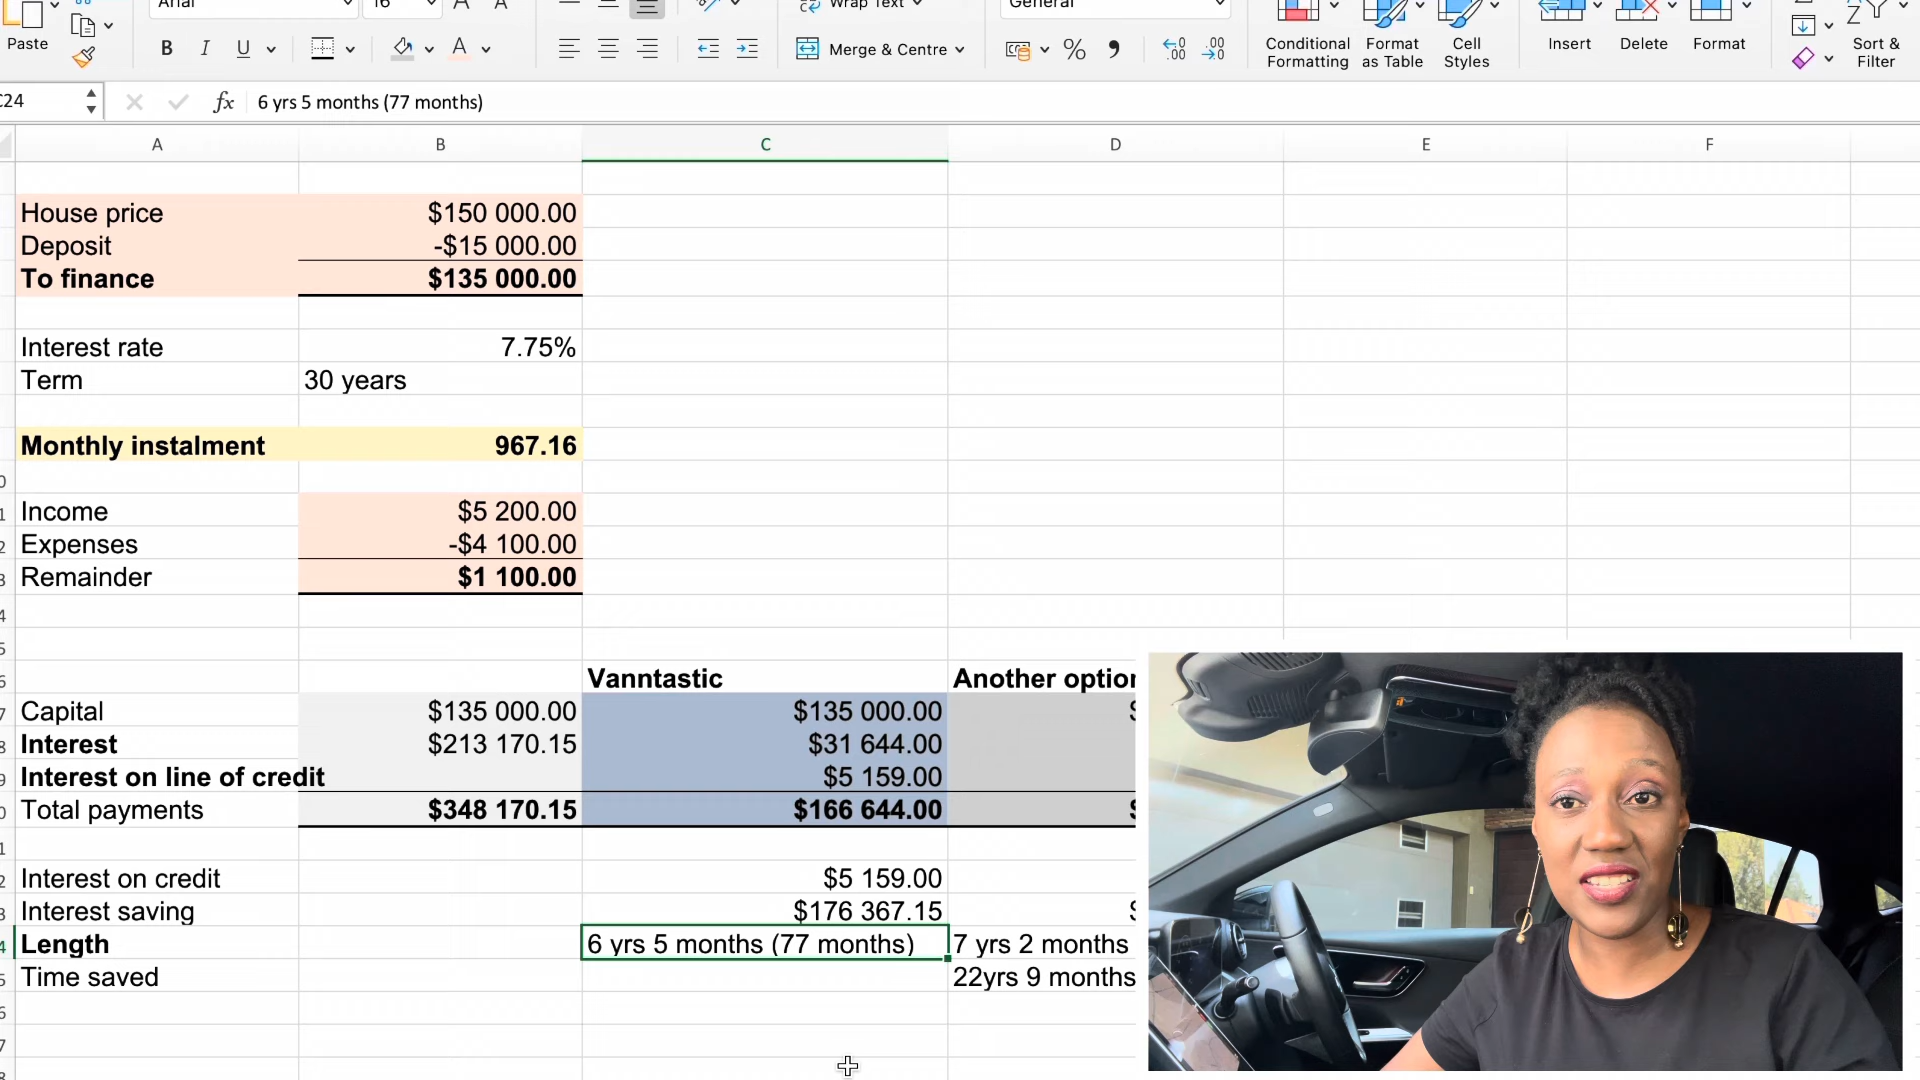 Arial 16 A A Wrap Text General
Paste B I U A Merge & Centre % Conditional Formatting Format as Table Cell Styles Insert Delete Format Sort & Filter
C24 fx 6 yrs 5 months (77 months)
A B C D E F
House price $150 000.00
Deposit -$15 000.00
To finance $135 000.00
Interest rate 7.75%
Term 30 years
Monthly instalment 967.16
Income $5 200.00
Expenses -$4 100.00
Remainder $1 100.00
Vanntastic Another option
Capital $135 000.00 $135 000.00
Interest $213 170.15 $31 644.00
Interest on line of credit $5 159.00
Total payments $348 170.15 $166 644.00
Interest on credit $5 159.00
Interest saving $176 367.15
Length 6 yrs 5 months (77 months) 7 yrs 2 months
Time saved 22yrs 9 months